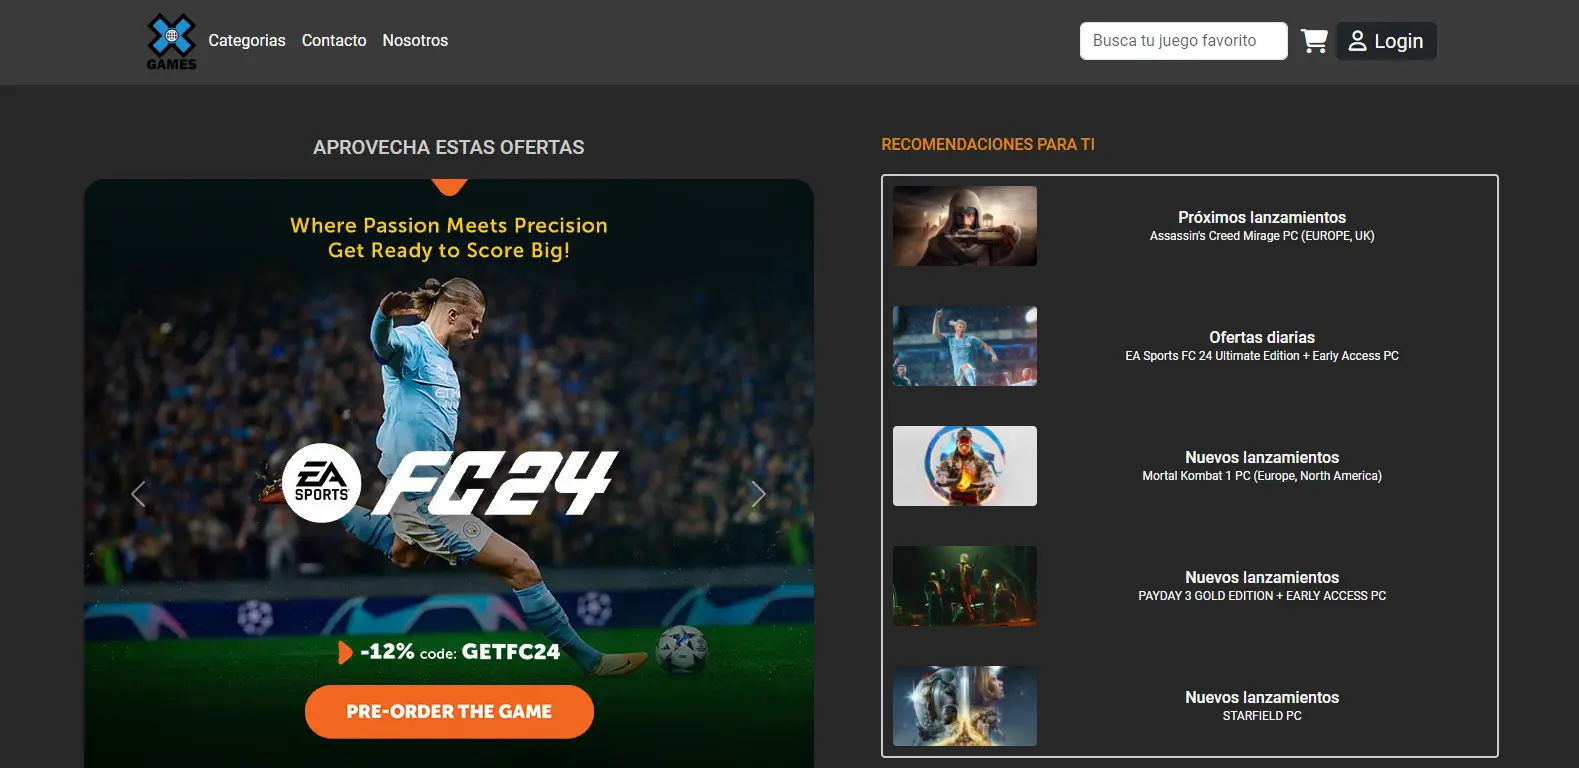 GAMES
Categorias
Contacto
Nosotros
Busca tu juego favorito
Login
APROVECHA ESTAS OFERTAS
Where Passion Meets Precision
Get Ready to Score Big!
EA
SPORTS
FC24
-12% code: GETFC24
PRE-ORDER THE GAME
RECOMENDACIONES PARA TI
Próximos lanzamientos
Assassin's Creed Mirage PC (EUROPE, UK)
Ofertas diarias
EA Sports FC 24 Ultimate Edition + Early Access PC
Nuevos lanzamientos
Mortal Kombat 1 PC (Europe, North America)
Nuevos lanzamientos
PAYDAY 3 GOLD EDITION + EARLY ACCESS PC
Nuevos lanzamientos
STARFIELD PC